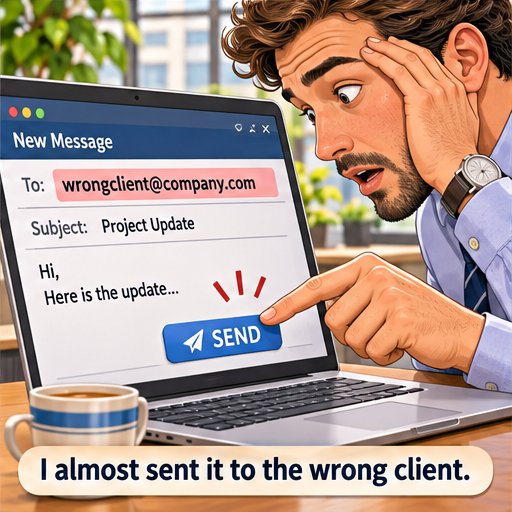 New Message
To: wrongclient@company.com
Subject: Project Update
Hi,
Here is the update...
SEND
I almost sent it to the wrong client.